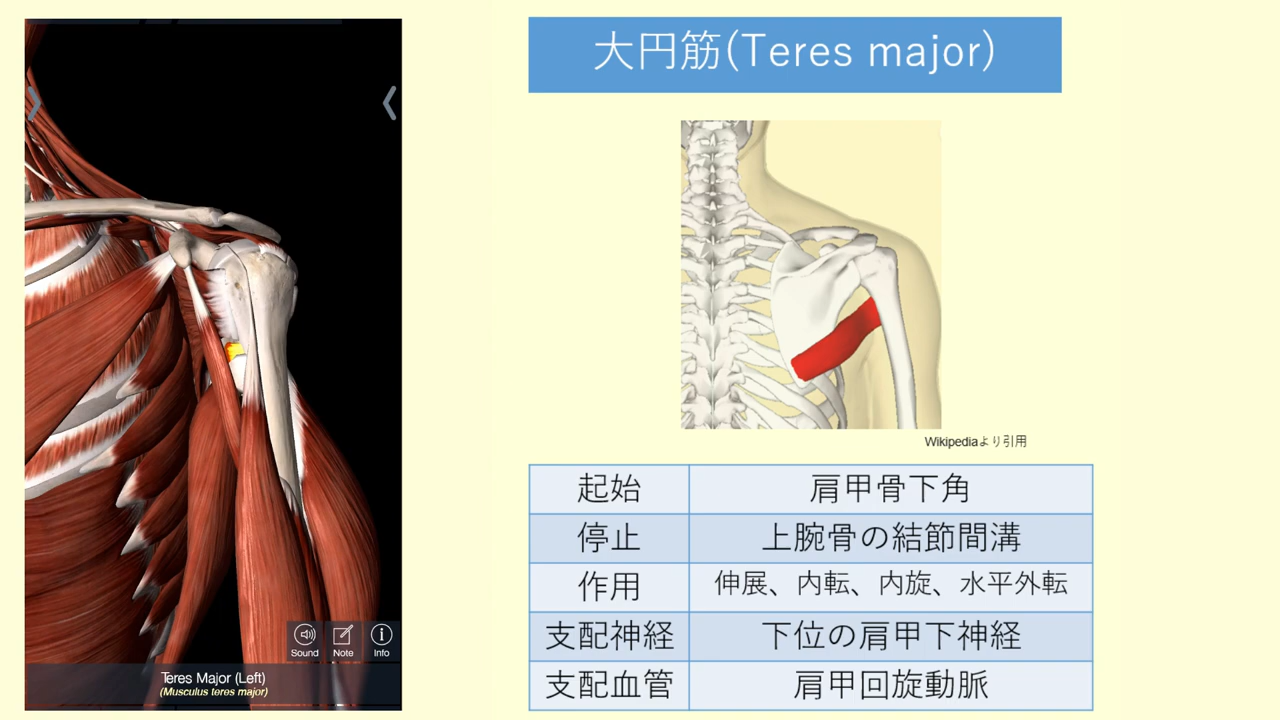 大円筋(Teres major)
Wikipediaより引用
起始 肩甲骨下角
停止 上腕骨の結節間溝
作用 伸展、内転、内旋、水平外転
支配神経 下位の肩甲下神経
支配血管 肩甲回旋動脈
Sound Note Info
Teres Major (Left)
(Musculus teres major)